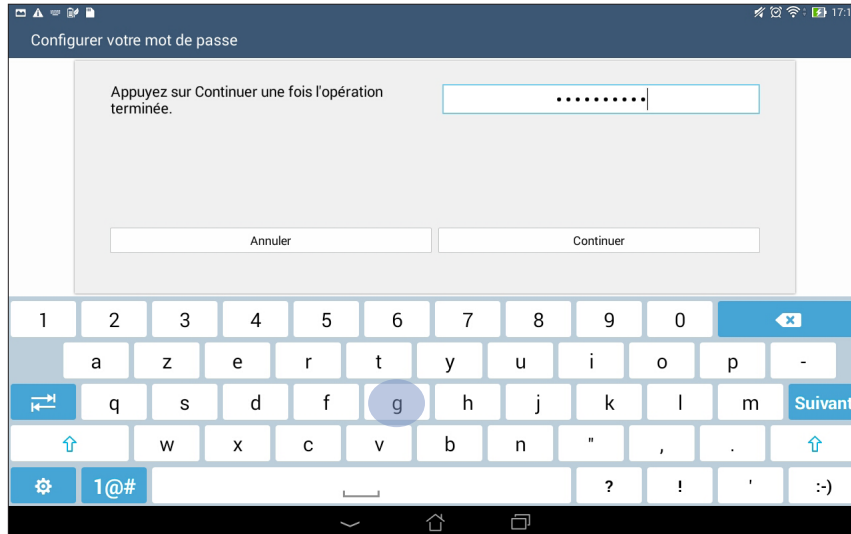 17:1
Configurer votre mot de passe
Appuyez sur Continuer une fois l'opération
terminée.
••••••••••
Annuler
Continuer
1 2 3 4 5 6 7 8 9 0
a z e r t y u i o p -
q s d f g h j k l m Suivant
w x c v b n " , .
1@# ? ! ' :-)